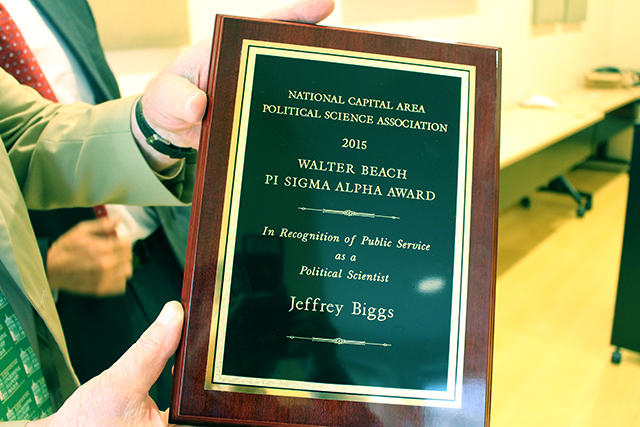 NATIONAL CAPITAL AREA
POLITICAL SCIENCE ASSOCIATION
2015
WALTER BEACH
PI SIGMA ALPHA AWARD
In Recognition of Public Service
as a
Political Scientist
Jeffrey Biggs